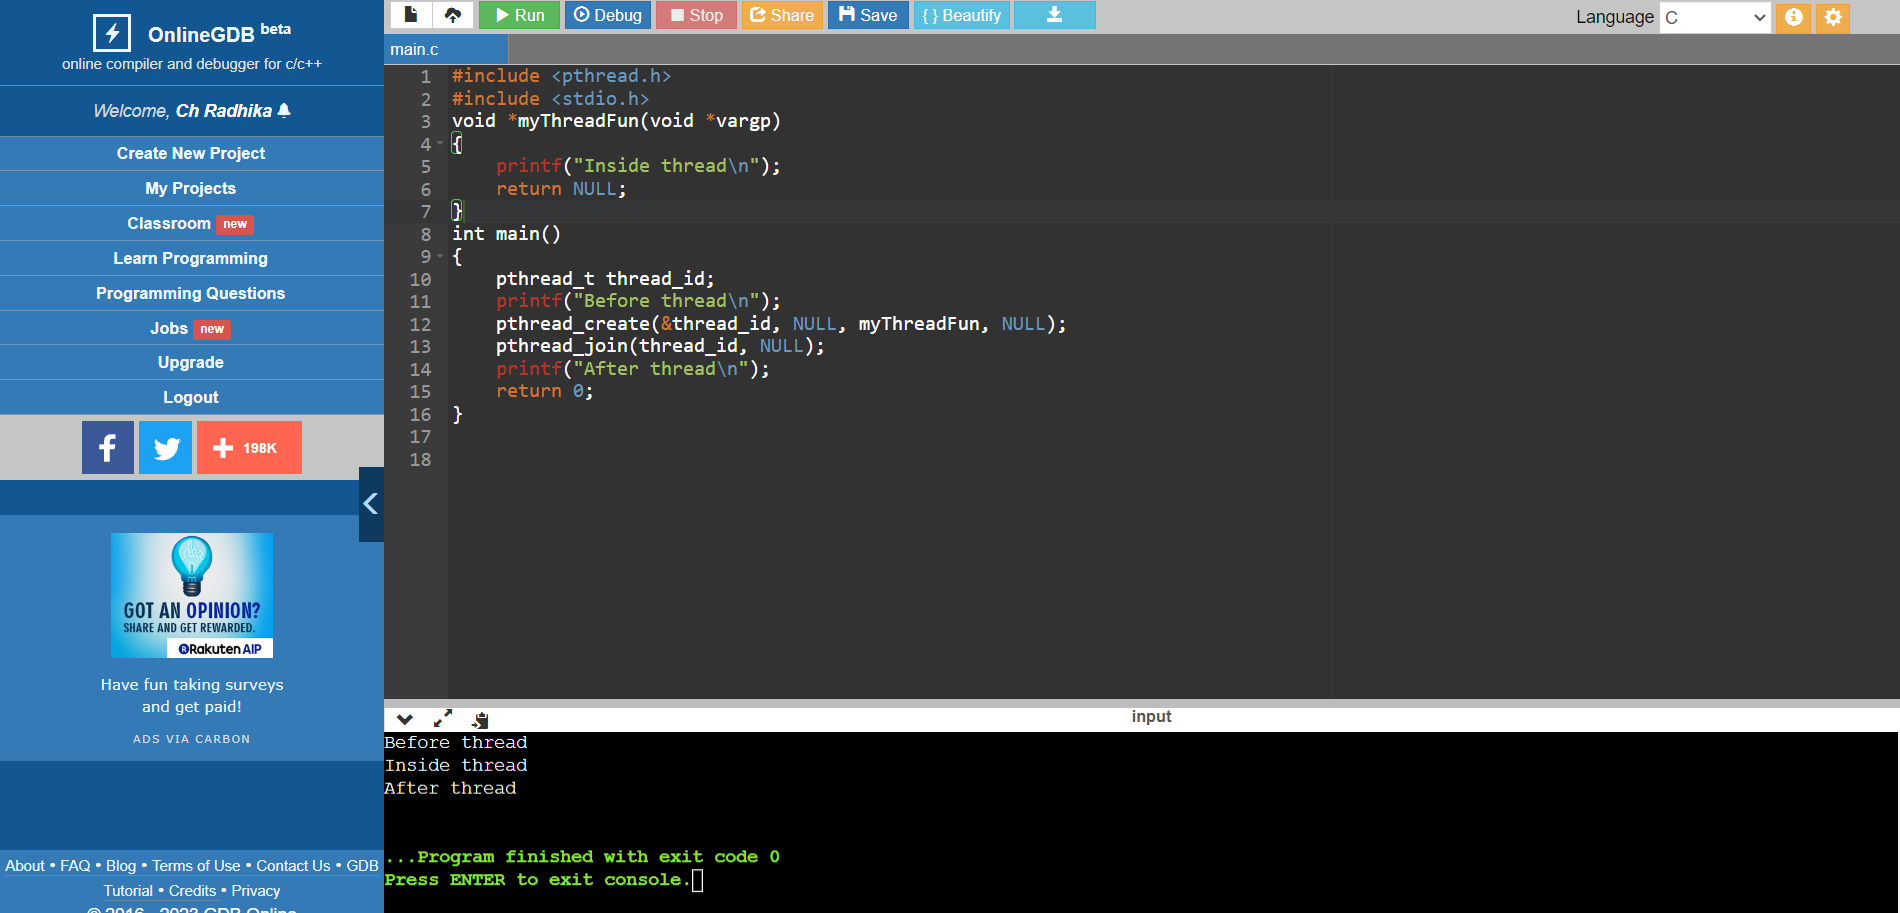 OnlineGDB beta
online compiler and debugger for c/c++
Welcome, Ch Radhika
Create New Project
My Projects
Classroom new
Learn Programming
Programming Questions
Jobs new
Upgrade
Logout
198K
GOT AN OPINION?
SHARE AND GET REWARDED.
Rakuten AIP
Have fun taking surveys
and get paid!
ADS VIA CARBON
About • FAQ • Blog • Terms of Use • Contact Us • GDB
Tutorial • Credits • Privacy
© 2016 - 2023 GDB Online
Run Debug Stop Share Save { } Beautify
Language C
main.c
1 #include <pthread.h>
2 #include <stdio.h>
3 void *myThreadFun(void *vargp)
4 {
5 printf("Inside thread\n");
6 return NULL;
7 }
8 int main()
9 {
10 pthread_t thread_id;
11 printf("Before thread\n");
12 pthread_create(&thread_id, NULL, myThreadFun, NULL);
13 pthread_join(thread_id, NULL);
14 printf("After thread\n");
15 return 0;
16 }
17
18
input
Before thread
Inside thread
After thread
...Program finished with exit code 0
Press ENTER to exit console.